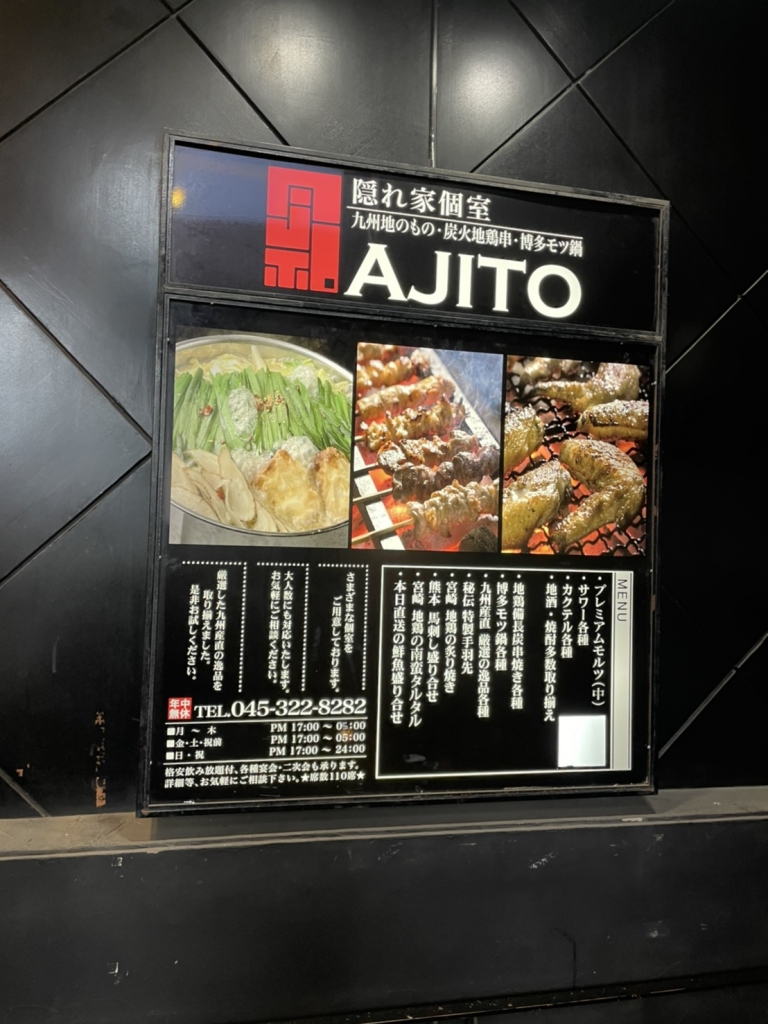 隠れ家個室
九州地のもの・炭火地鶏串・博多モツ鍋
AJITO
MENU
・プレミアムモルツ(中)
・サワー各種
・カクテル各種
・地酒・焼酎多数取り揃え
・地鶏備長炭串焼き各種
・博多モツ鍋各種
・九州産直 厳選の逸品各種
・秘伝 特製手羽先
・宮崎 地鶏の炙り焼き
・熊本 馬刺し盛り合せ
・宮崎 地鶏の南蛮タルタル
・本日直送の鮮魚盛り合せ
さまざまな個室を
ご用意しております。
大人数にも対応いたします。
お気軽にご相談ください。
厳選した九州産直の逸品を
取り揃えました。
是非お試しください。
年中無休 TEL.045-322-8282
■月 ～ 木 PM 17:00 ～ 05:00
■金・土・祝前 PM 17:00 ～ 05:00
■日・祝 PM 17:00 ～ 24:00
格安飲み放題付、各種宴会・二次会も承ります。
詳細等、お気軽にご相談下さい。★席数110席★